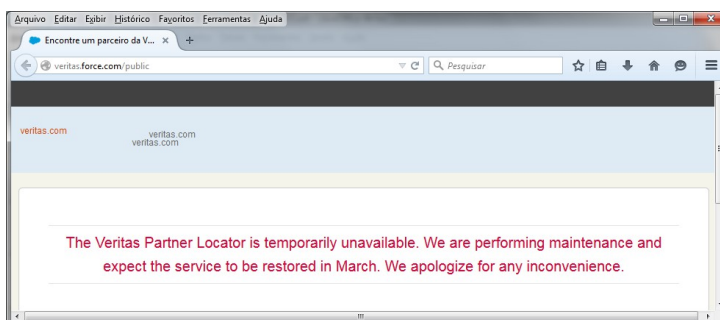 Arquivo Editar Exibir Histórico Favoritos Ferramentas Ajuda
Encontre um parceiro da V...
veritas.force.com/public
Pesquisar
veritas.com
veritas.com
veritas.com
The Veritas Partner Locator is temporarily unavailable. We are performing maintenance and
expect the service to be restored in March. We apologize for any inconvenience.